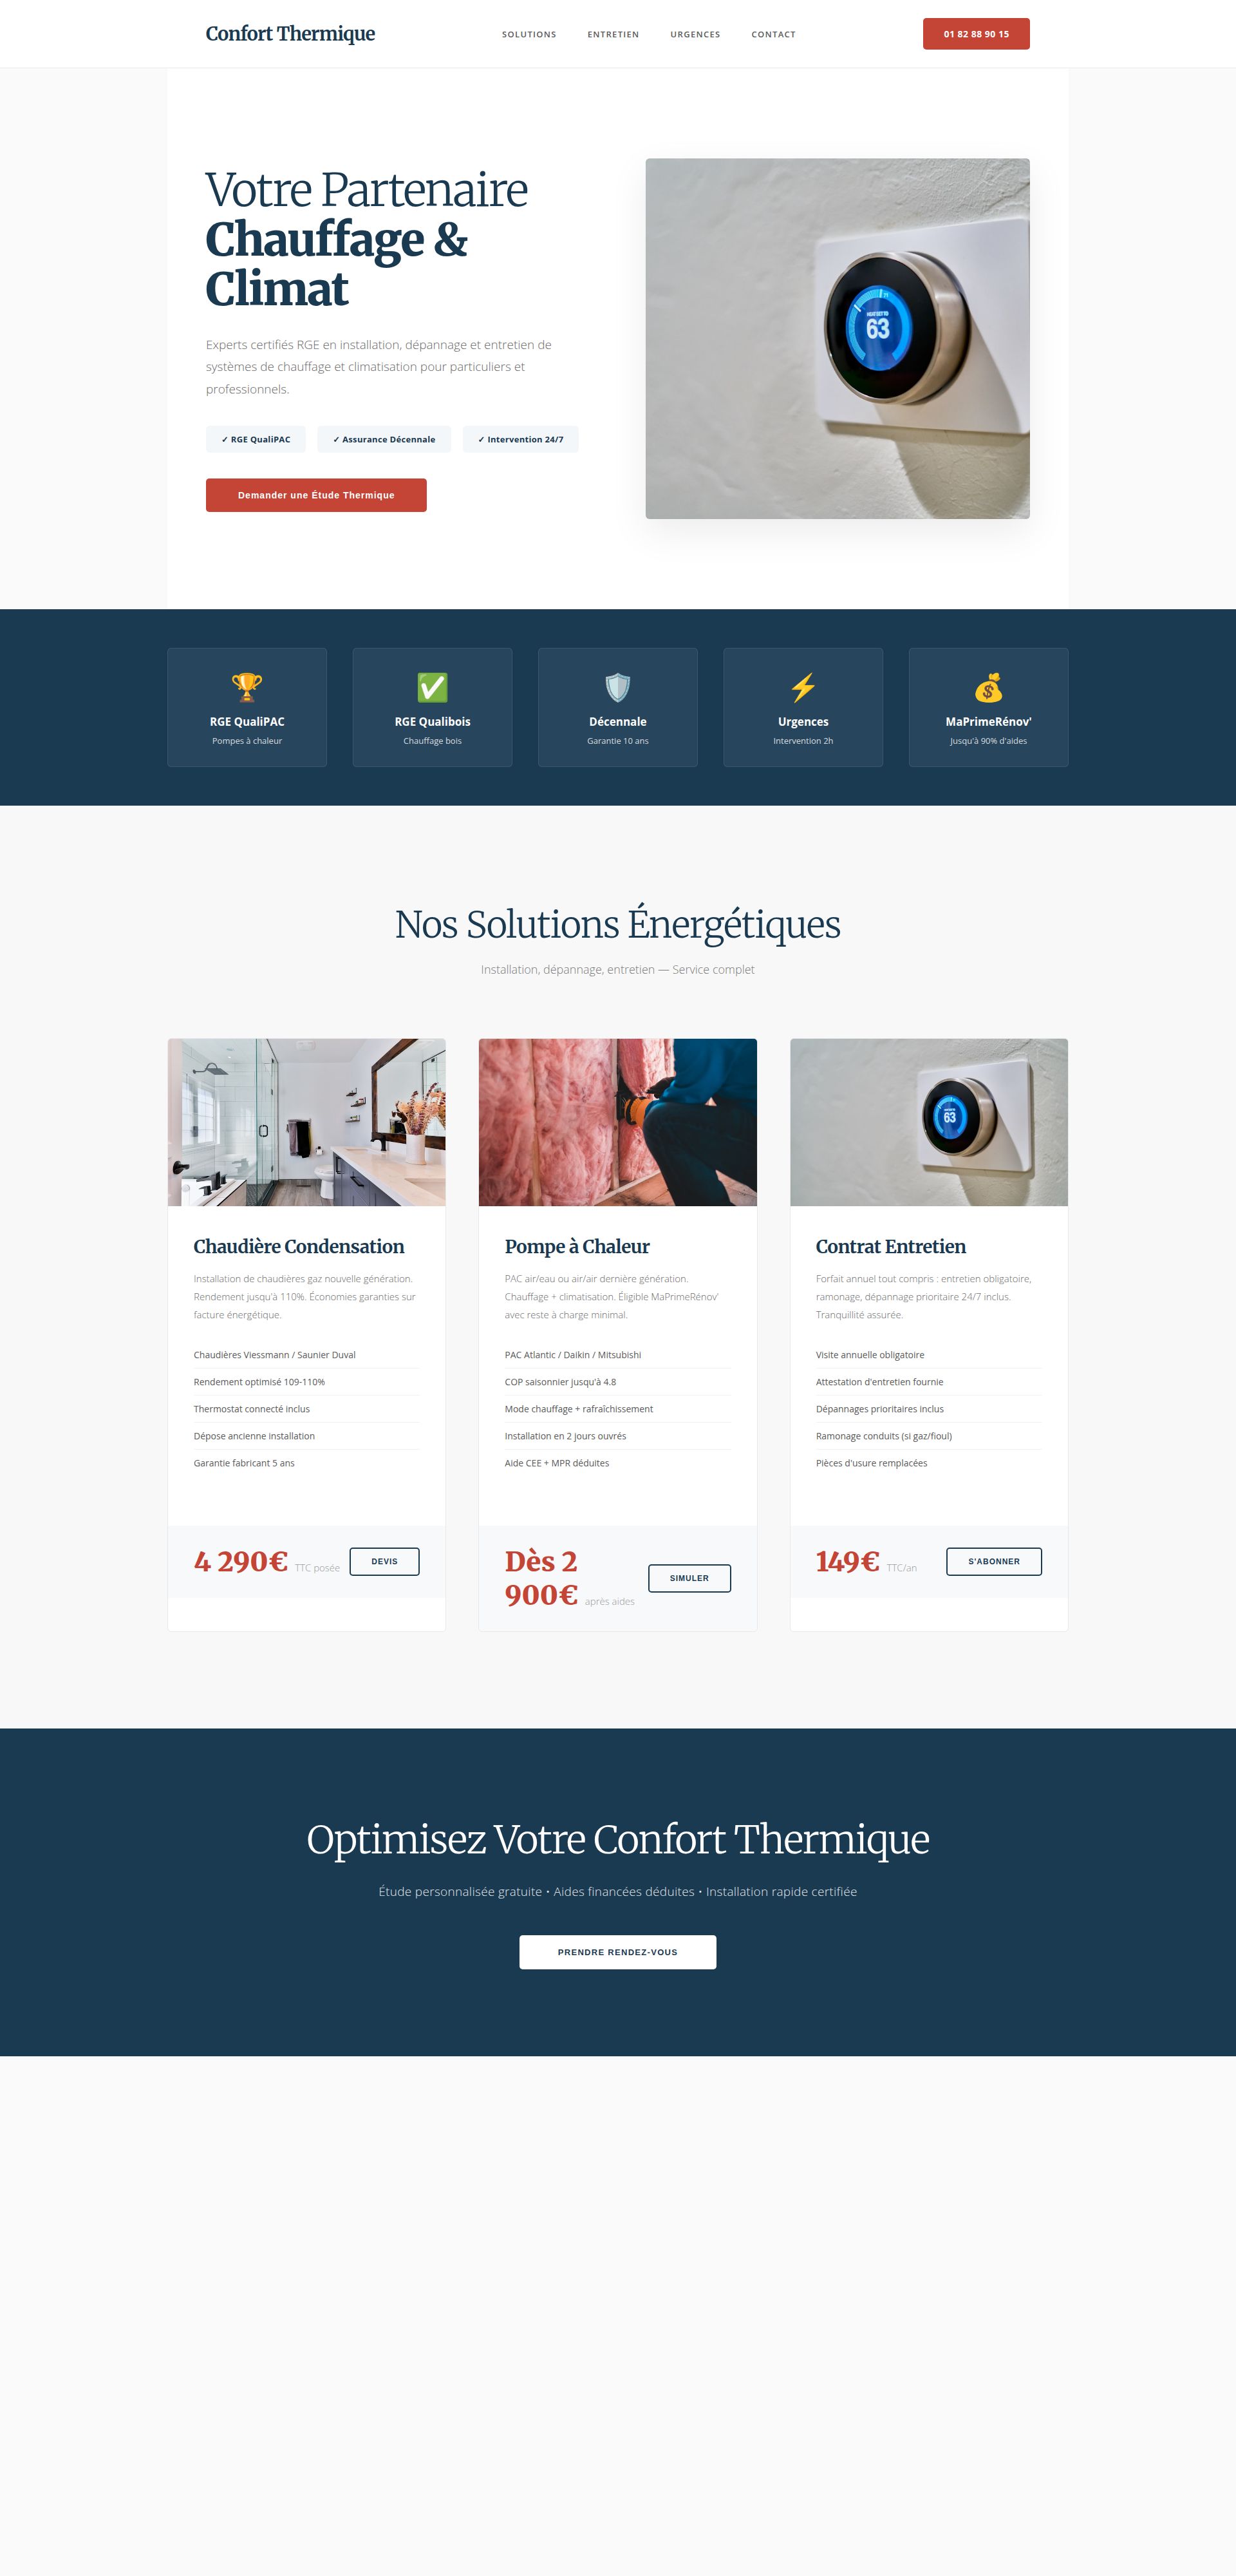 Confort Thermique
SOLUTIONS
ENTRETIEN
URGENCES
CONTACT
01 82 88 90 15
Votre Partenaire
Chauffage &
Climat
Experts certifiés RGE en installation, dépannage et entretien de
systèmes de chauffage et climatisation pour particuliers et
professionnels.
✓ RGE QualiPAC
✓ Assurance Décennale
✓ Intervention 24/7
Demander une Étude Thermique
HEAT SET TO
63
RGE QualiPAC
Pompes à chaleur
RGE Qualibois
Chauffage bois
Décennale
Garantie 10 ans
Urgences
Intervention 2h
MaPrimeRénov'
Jusqu'à 90% d'aides
Nos Solutions Énergétiques
Installation, dépannage, entretien — Service complet
63
Chaudière Condensation
Installation de chaudières gaz nouvelle génération.
Rendement jusqu'à 110%. Économies garanties sur
facture énergétique.
Chaudières Viessmann / Saunier Duval
Rendement optimisé 109-110%
Thermostat connecté inclus
Dépose ancienne installation
Garantie fabricant 5 ans
4 290€ TTC posée
DEVIS
Pompe à Chaleur
PAC air/eau ou air/air dernière génération.
Chauffage + climatisation. Éligible MaPrimeRénov'
avec reste à charge minimal.
PAC Atlantic / Daikin / Mitsubishi
COP saisonnier jusqu'à 4.8
Mode chauffage + rafraîchissement
Installation en 2 jours ouvrés
Aide CEE + MPR déduites
Dès 2
900€ après aides
SIMULER
Contrat Entretien
Forfait annuel tout compris : entretien obligatoire,
ramonage, dépannage prioritaire 24/7 inclus.
Tranquillité assurée.
Visite annuelle obligatoire
Attestation d'entretien fournie
Dépannages prioritaires inclus
Ramonage conduits (si gaz/fioul)
Pièces d'usure remplacées
149€ TTC/an
S'ABONNER
Optimisez Votre Confort Thermique
Étude personnalisée gratuite • Aides financées déduites • Installation rapide certifiée
PRENDRE RENDEZ-VOUS